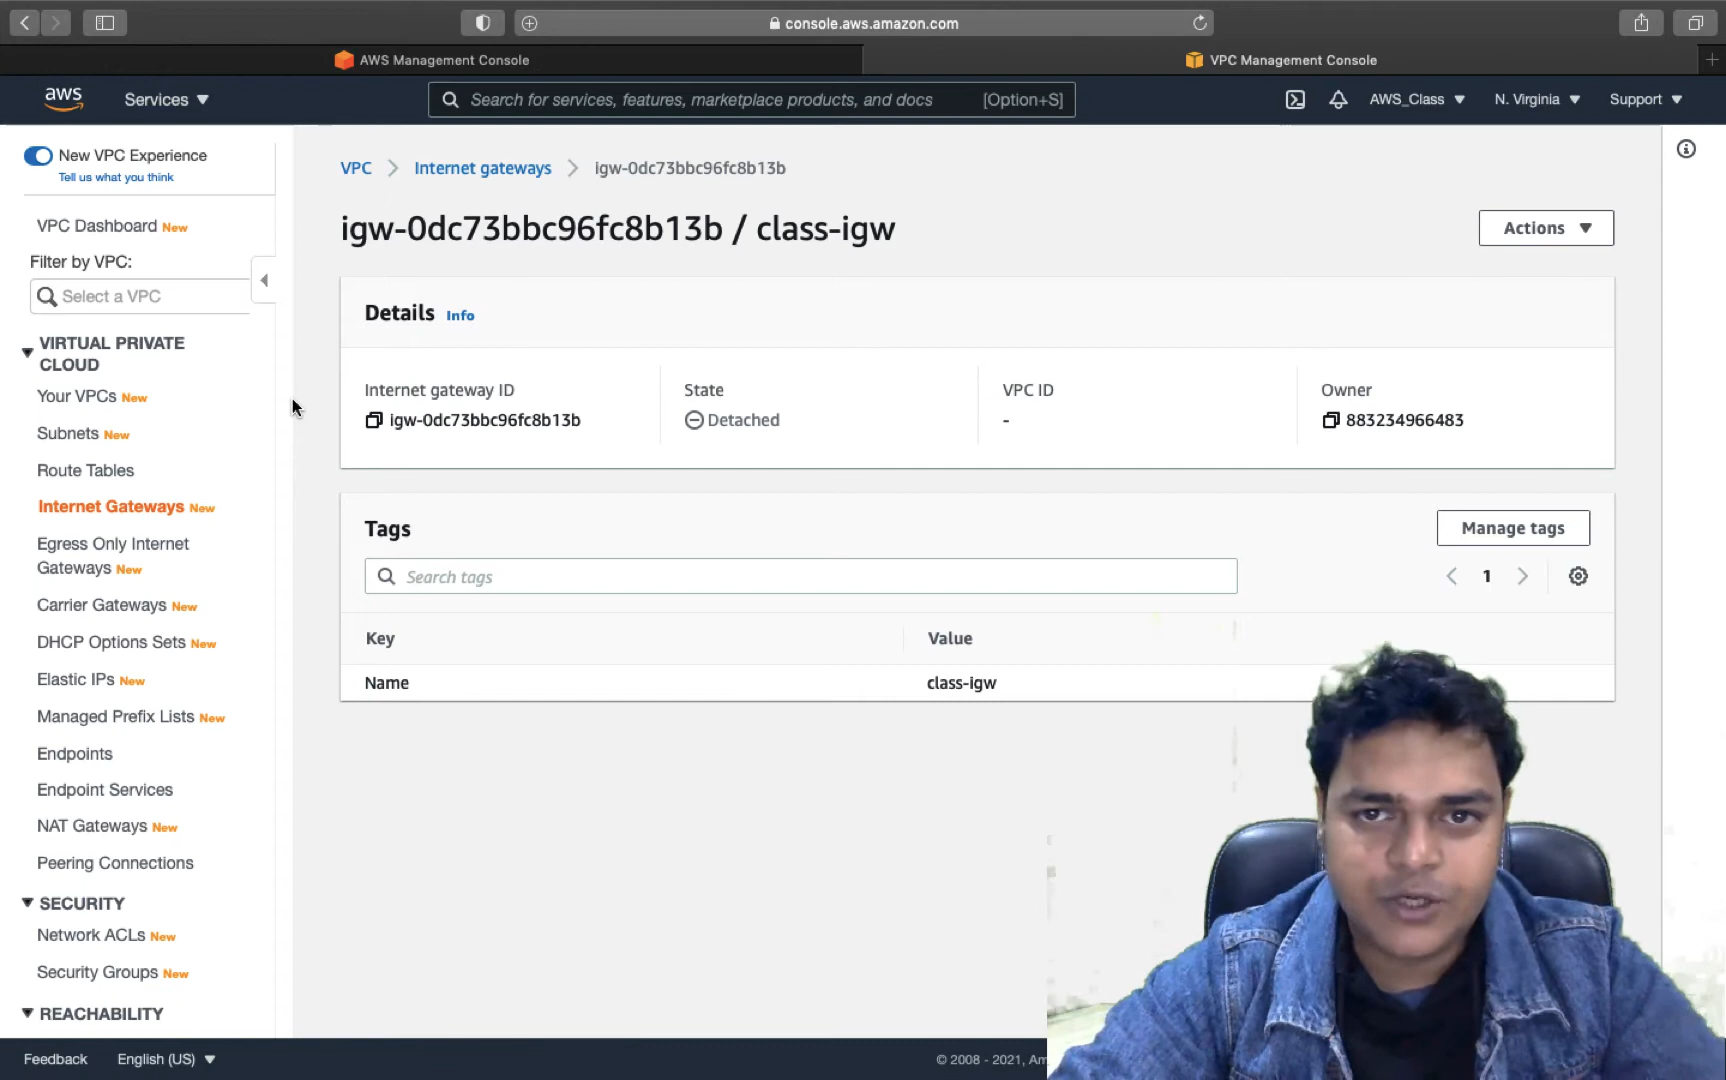 console.aws.amazon.com
AWS Management Console
VPC Management Console
aws
Services
Search for services, features, marketplace products, and docs
[Option+S]
AWS_Class
N. Virginia
Support
New VPC Experience
Tell us what you think
VPC Dashboard New
Filter by VPC:
Select a VPC
VIRTUAL PRIVATE
CLOUD
Your VPCs New
Subnets New
Route Tables
Internet Gateways New
Egress Only Internet
Gateways New
Carrier Gateways New
DHCP Options Sets New
Elastic IPs New
Managed Prefix Lists New
Endpoints
Endpoint Services
NAT Gateways New
Peering Connections
SECURITY
Network ACLs New
Security Groups New
REACHABILITY
VPC
Internet gateways
igw-0dc73bbc96fc8b13b
igw-0dc73bbc96fc8b13b / class-igw
Actions
Details Info
Internet gateway ID
igw-0dc73bbc96fc8b13b
State
Detached
VPC ID
-
Owner
883234966483
Tags
Manage tags
Search tags
1
Key
Value
Name
class-igw
Feedback
English (US)
© 2008 - 2021,